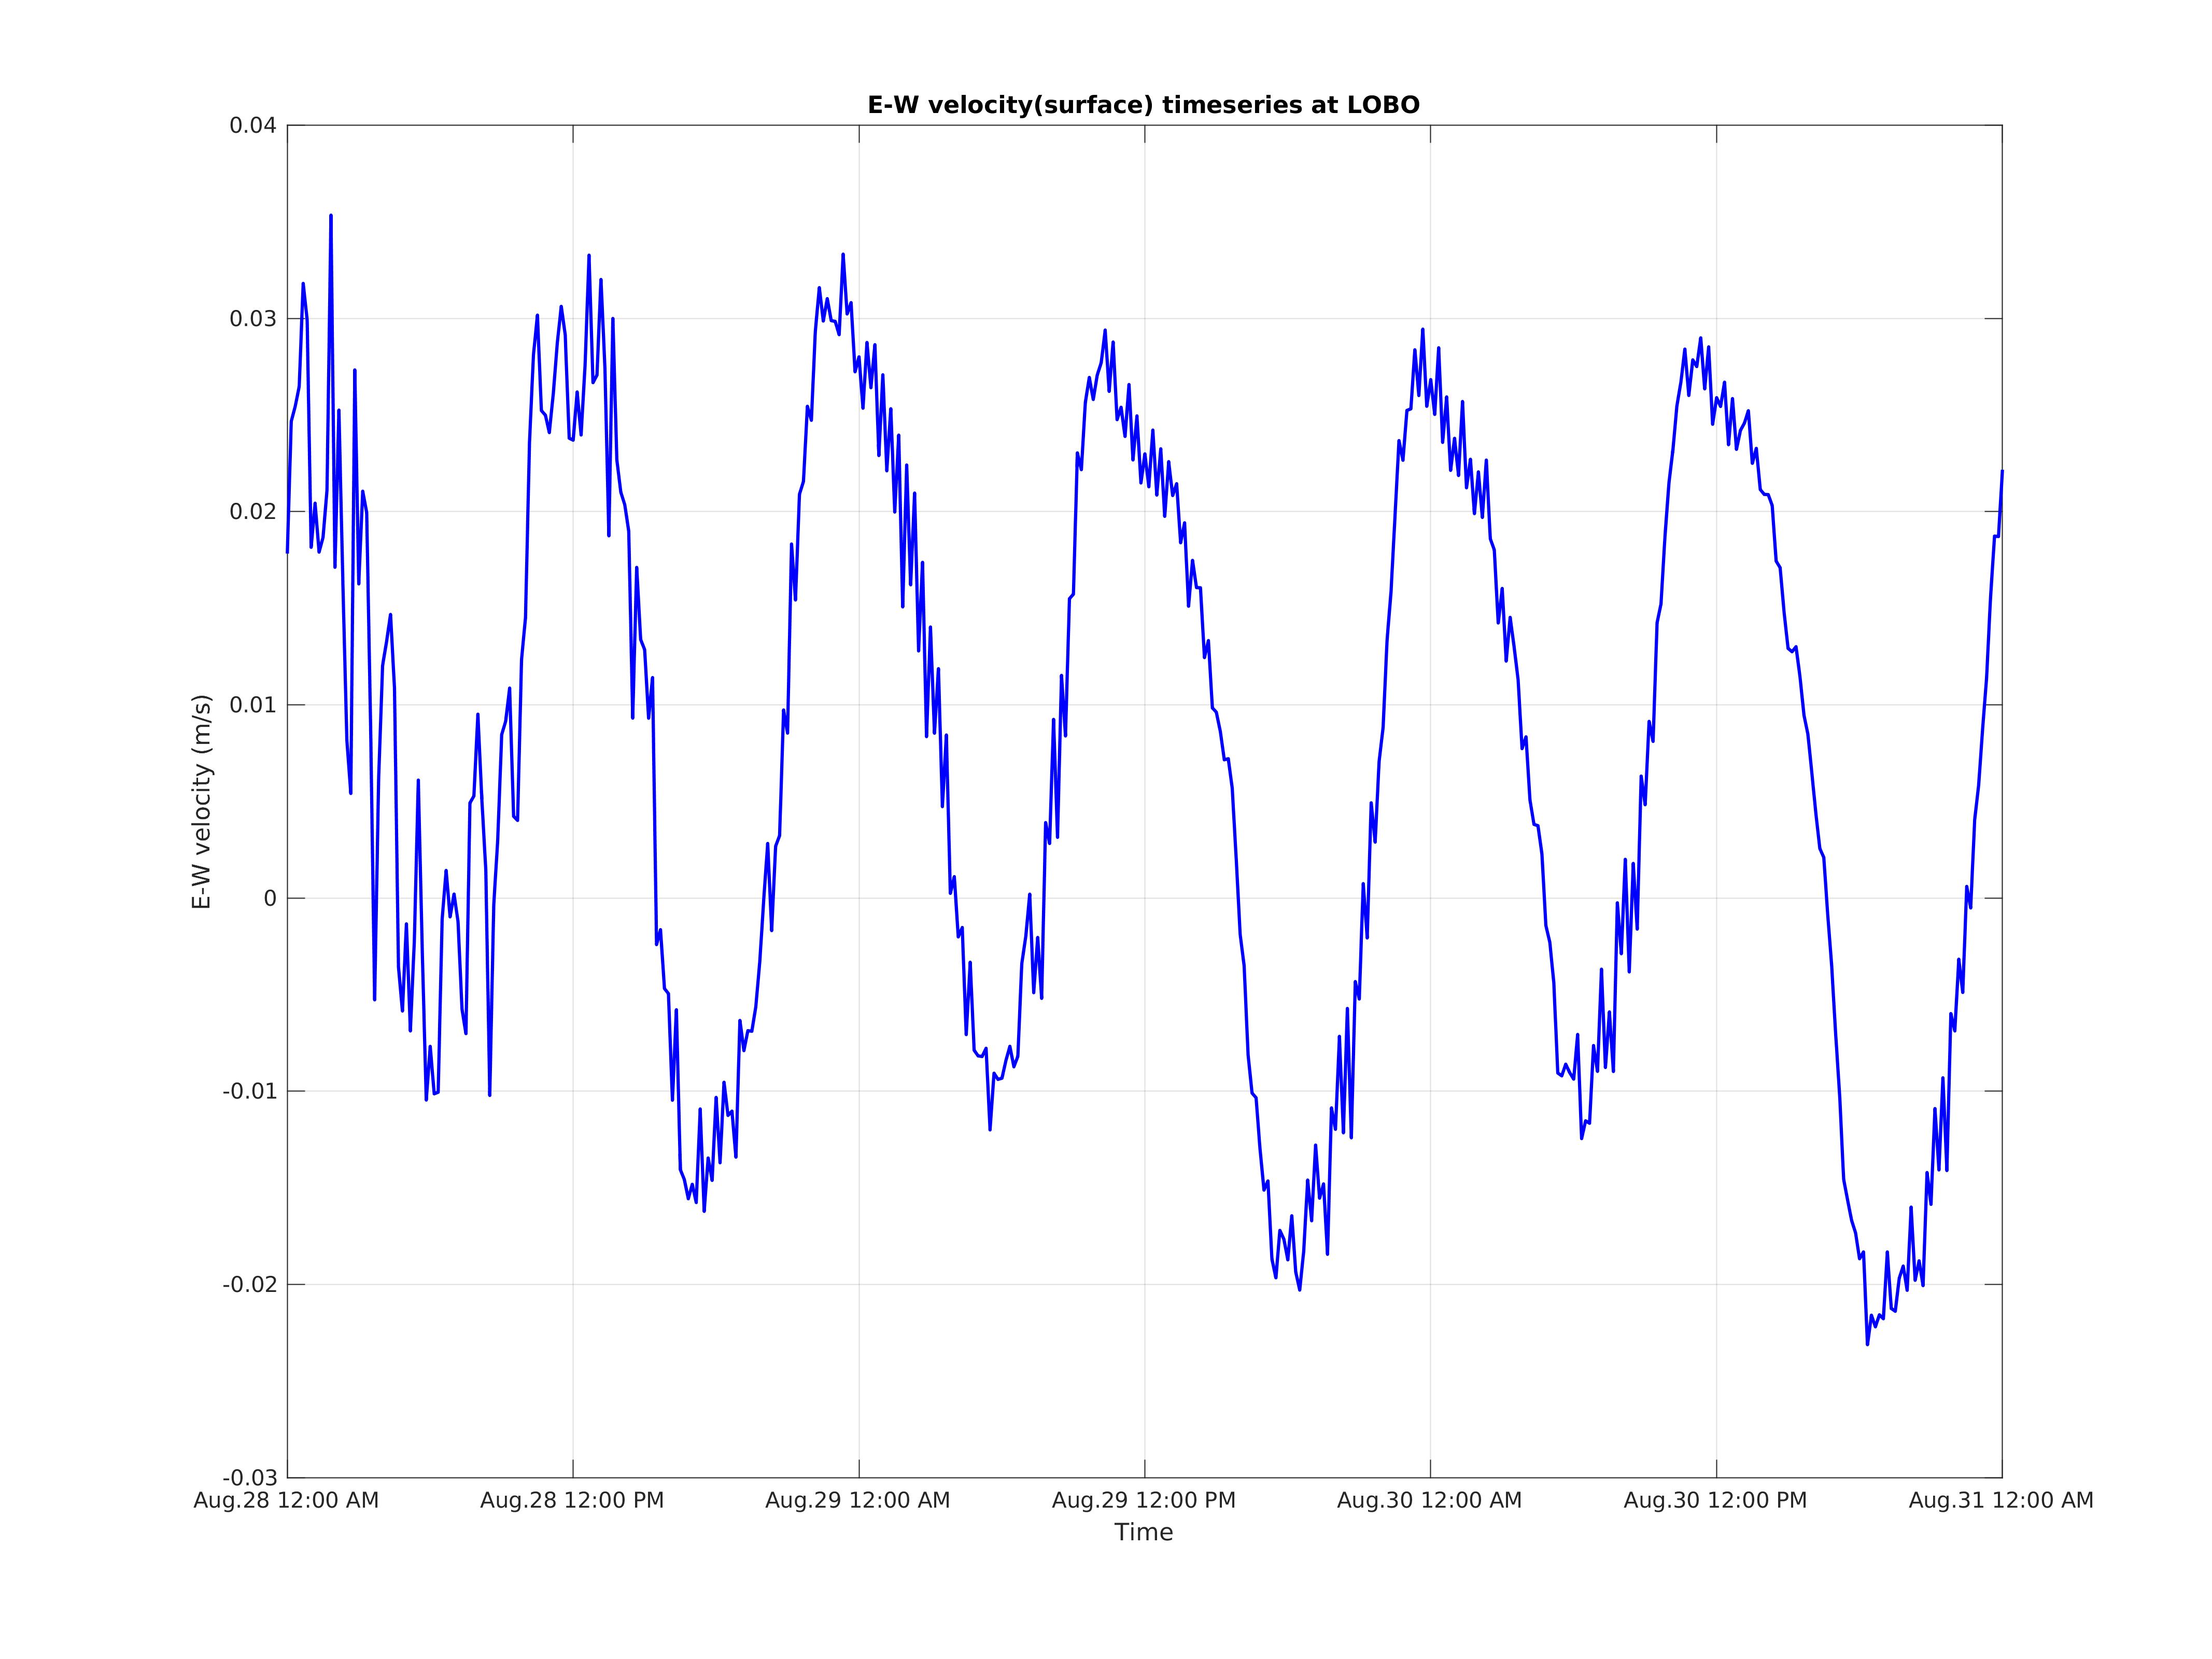 E-W velocity(surface) timeseries at LOBO
0.04
0.03
0.02
0.01
0
-0.01
-0.02
-0.03
E-W velocity (m/s)
Aug.28 12:00 AM
Aug.28 12:00 PM
Aug.29 12:00 AM
Aug.29 12:00 PM
Aug.30 12:00 AM
Aug.30 12:00 PM
Aug.31 12:00 AM
Time